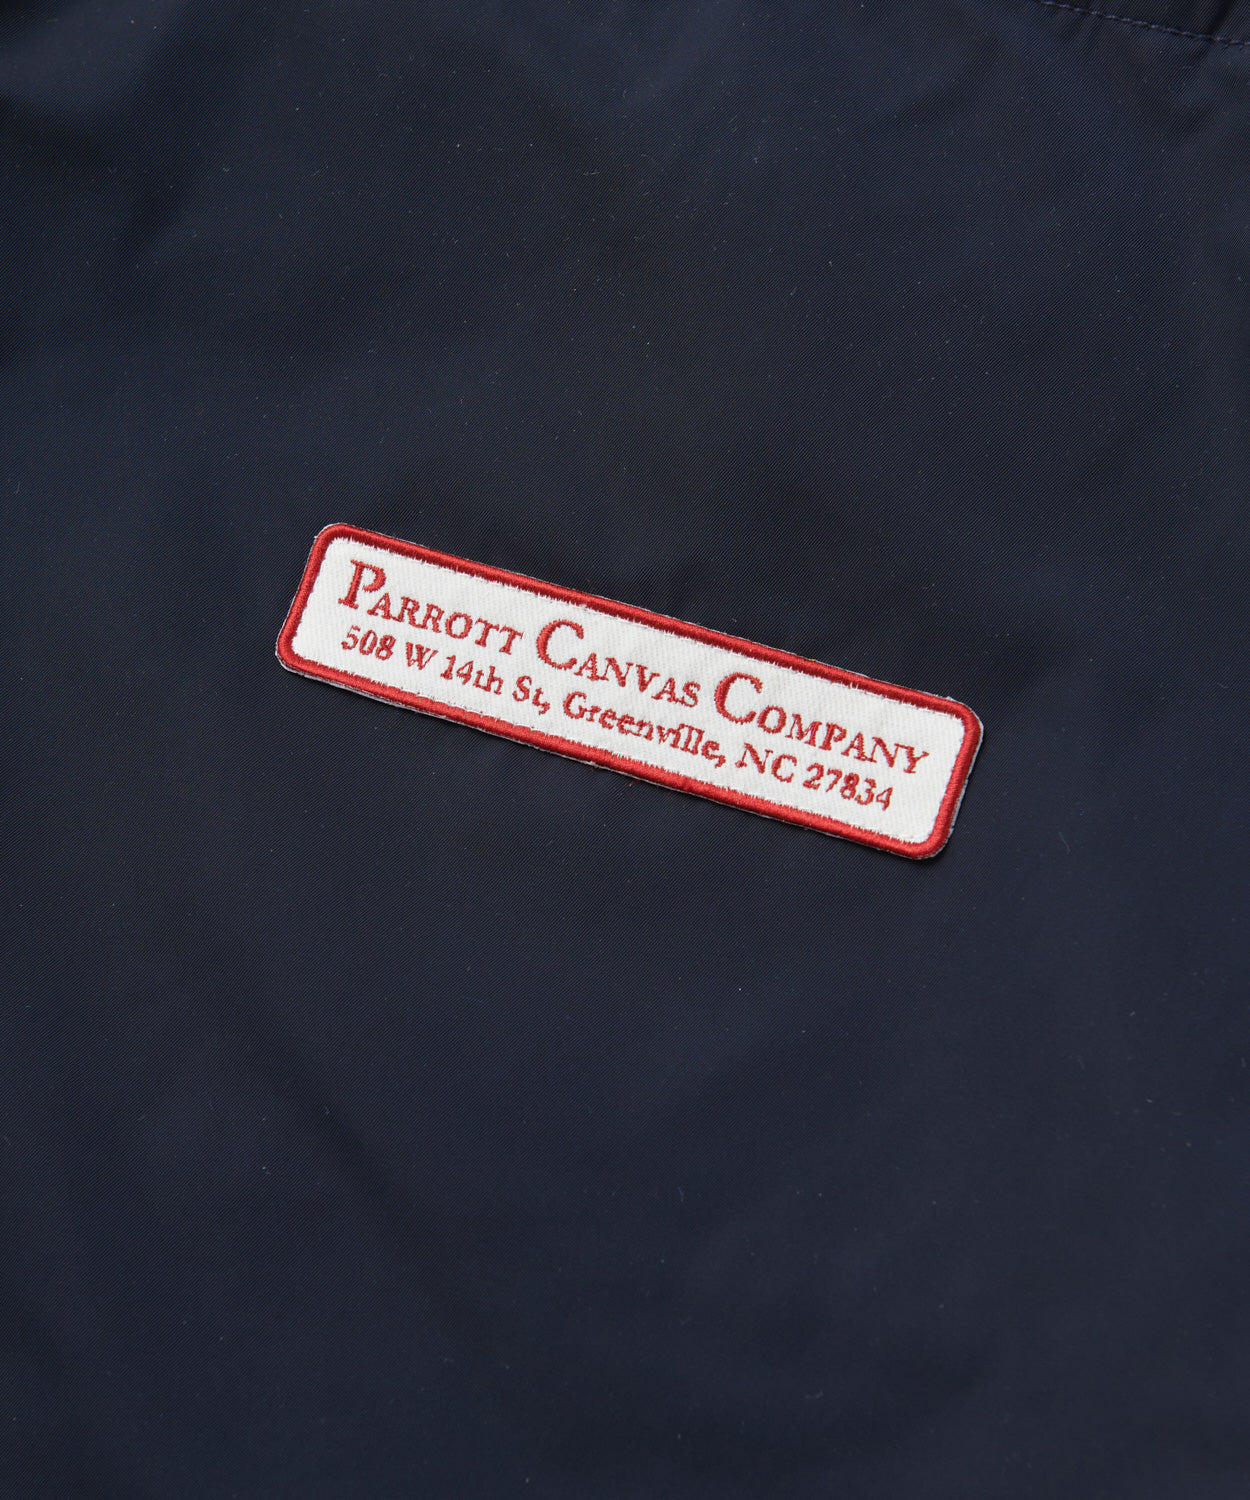 PARROTT CANVAS COMPANY
508 W 14th St, Greenville, NC 27834